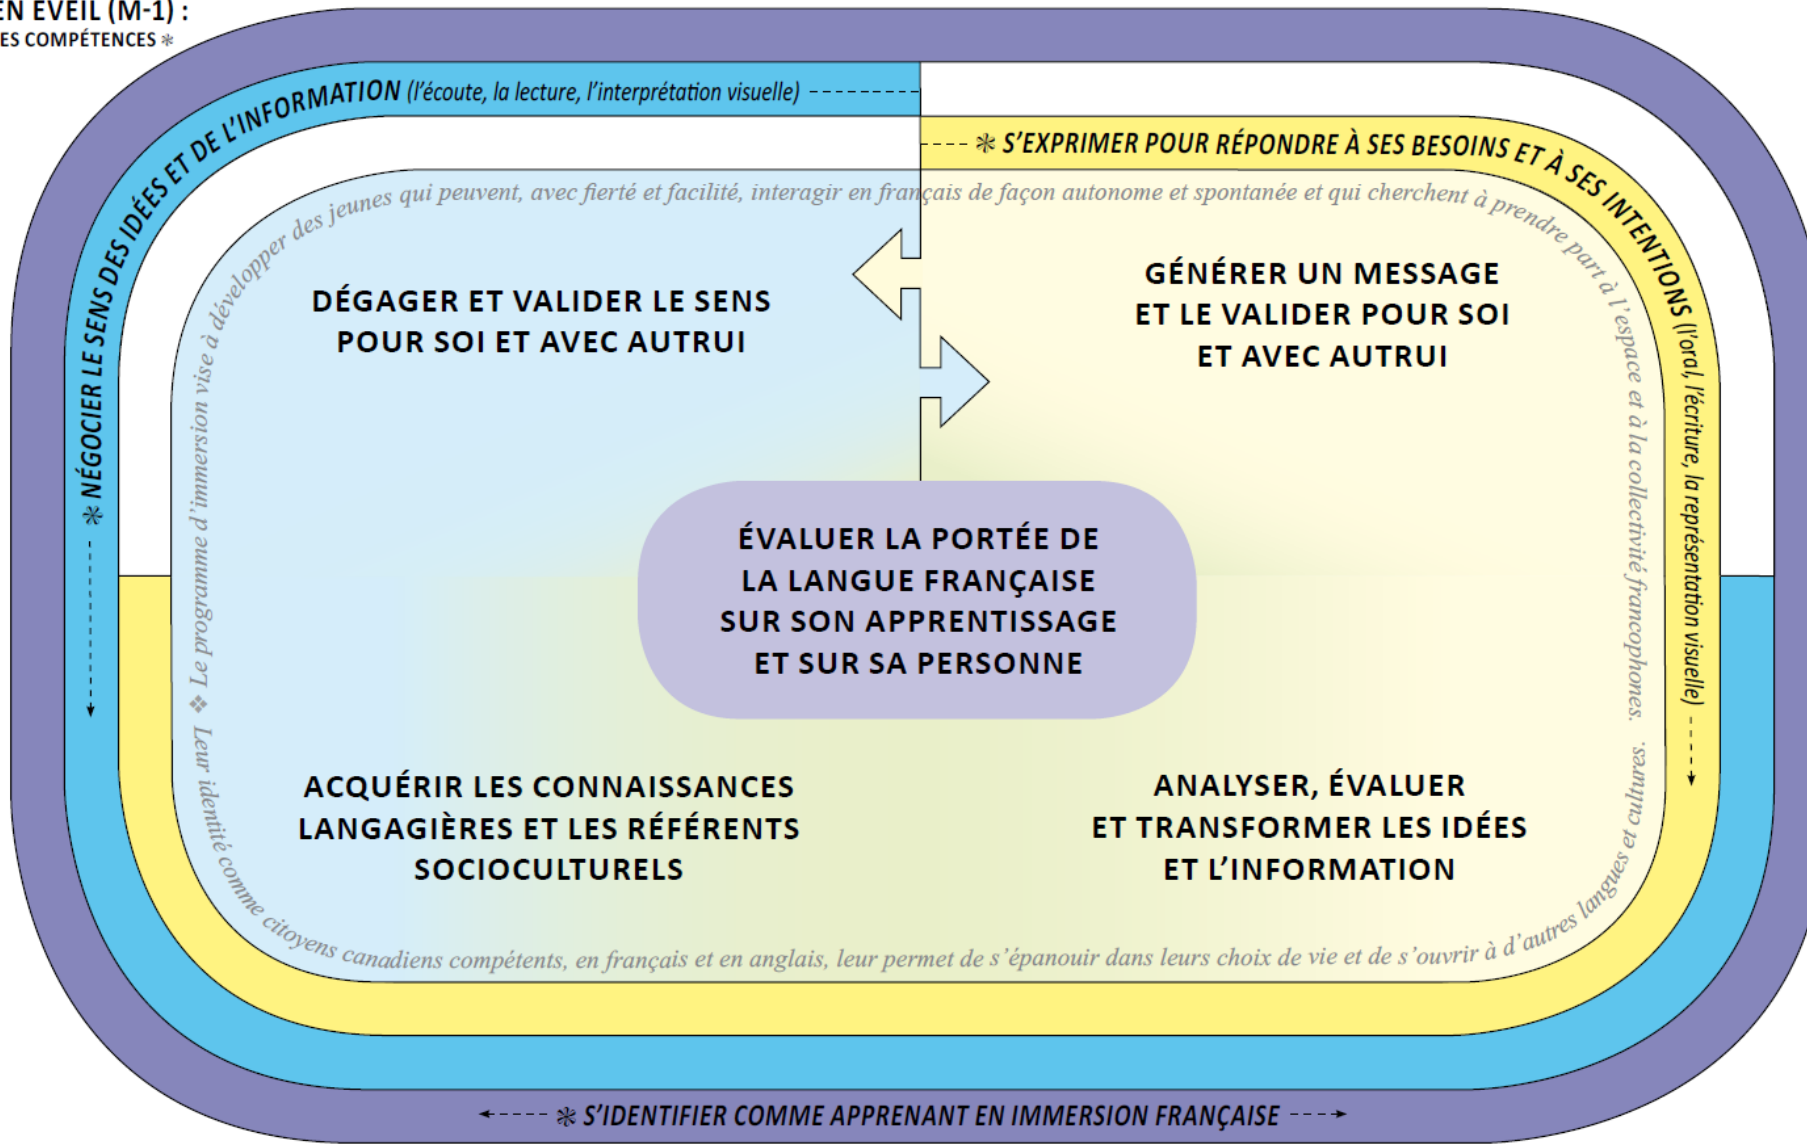 EN ÉVEIL (M-1) :
ES COMPÉTENCES ❃
❃ NÉGOCIER LE SENS DES IDÉES ET DE L'INFORMATION (l'écoute, la lecture, l'interprétation visuelle)
❃ S'EXPRIMER POUR RÉPONDRE À SES BESOINS ET À SES INTENTIONS (l'oral, l'écriture, la représentation visuelle)
❖ Le programme d'immersion vise à développer des jeunes qui peuvent, avec fierté et facilité, interagir en français de façon autonome et spontanée et qui cherchent à prendre part à l'espace et à la collectivité francophones.
DÉGAGER ET VALIDER LE SENS
POUR SOI ET AVEC AUTRUI
GÉNÉRER UN MESSAGE
ET LE VALIDER POUR SOI
ET AVEC AUTRUI
ÉVALUER LA PORTÉE DE
LA LANGUE FRANÇAISE
SUR SON APPRENTISSAGE
ET SUR SA PERSONNE
ACQUÉRIR LES CONNAISSANCES
LANGAGIÈRES ET LES RÉFÉRENTS
SOCIOCULTURELS
ANALYSER, ÉVALUER
ET TRANSFORMER LES IDÉES
ET L'INFORMATION
Leur identité comme citoyens canadiens compétents, en français et en anglais, leur permet de s'épanouir dans leurs choix de vie et de s'ouvrir à d'autres langues et cultures.
❃ S'IDENTIFIER COMME APPRENANT EN IMMERSION FRANÇAISE